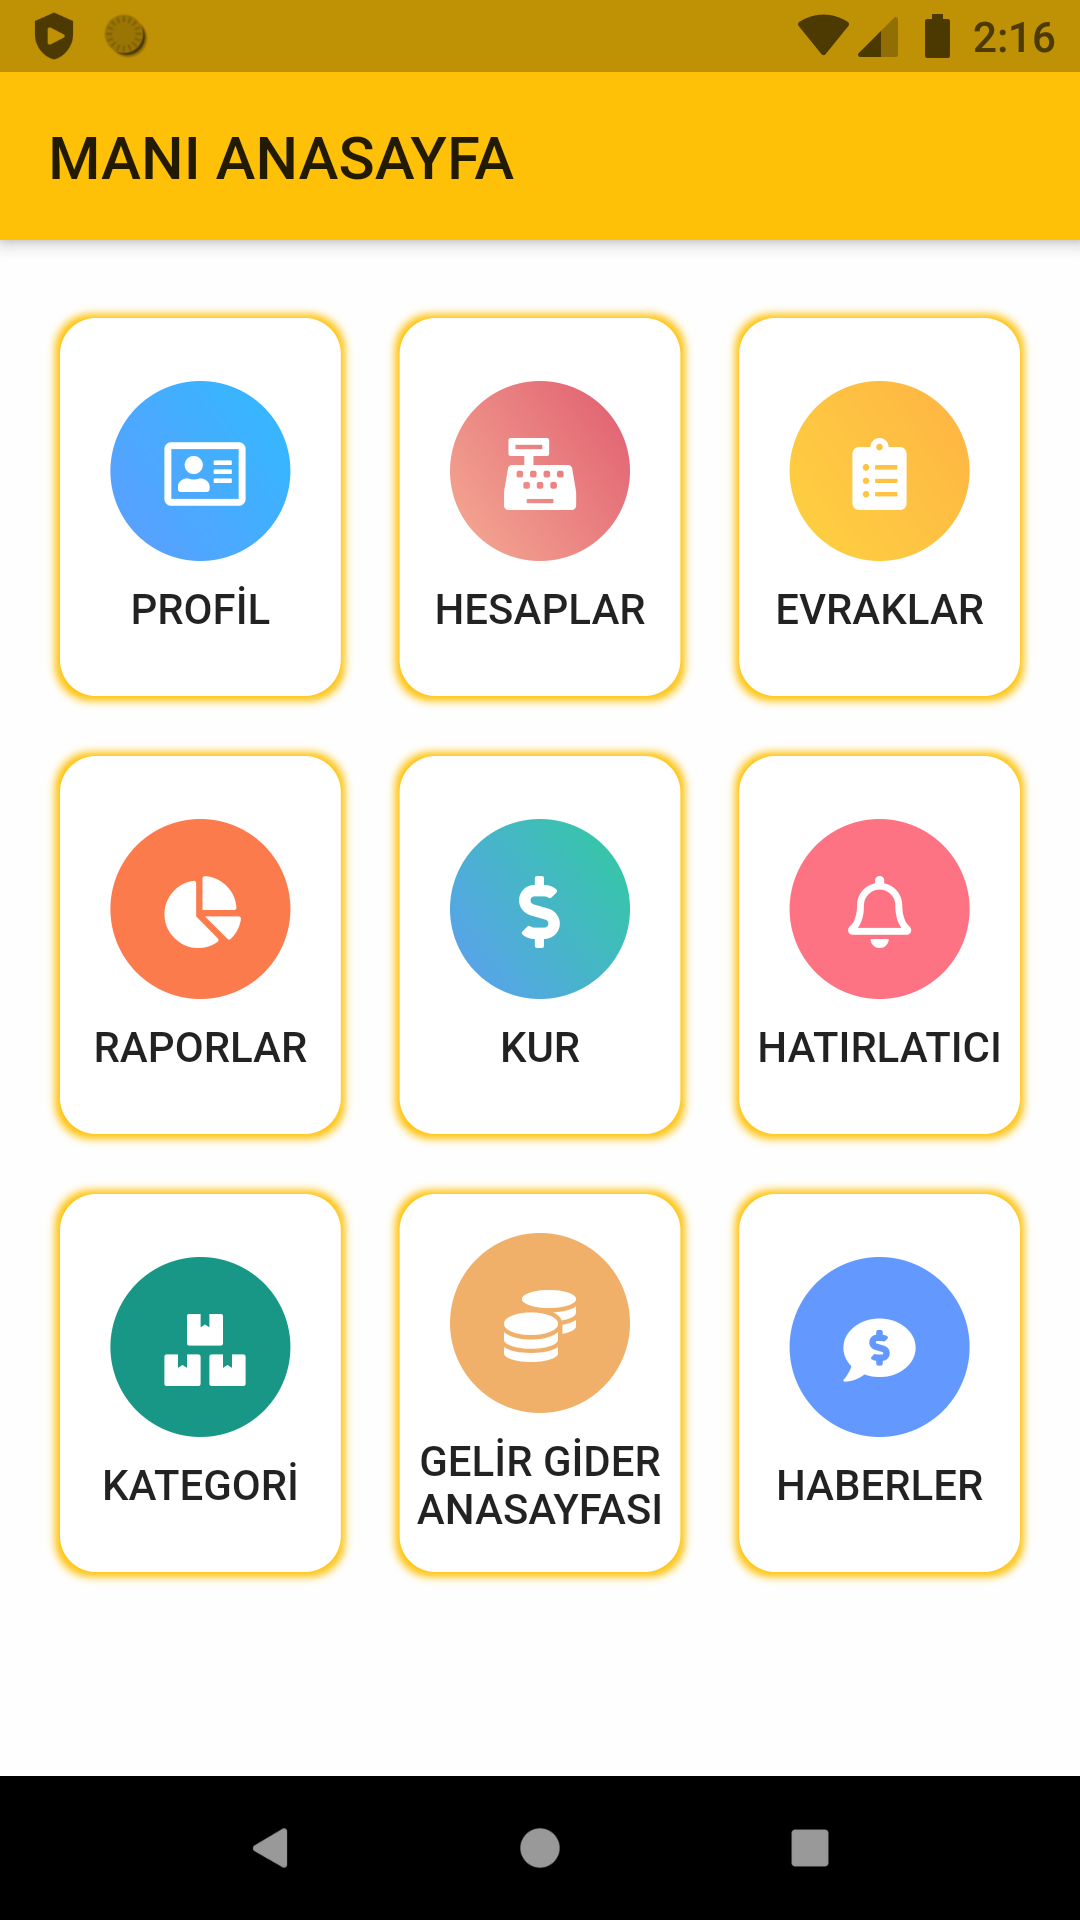 2:16
MANI ANASAYFA
PROFİL
HESAPLAR
EVRAKLAR
RAPORLAR
KUR
HATIRLATICI
KATEGORİ
GELİR GİDER
ANASAYFASI
HABERLER